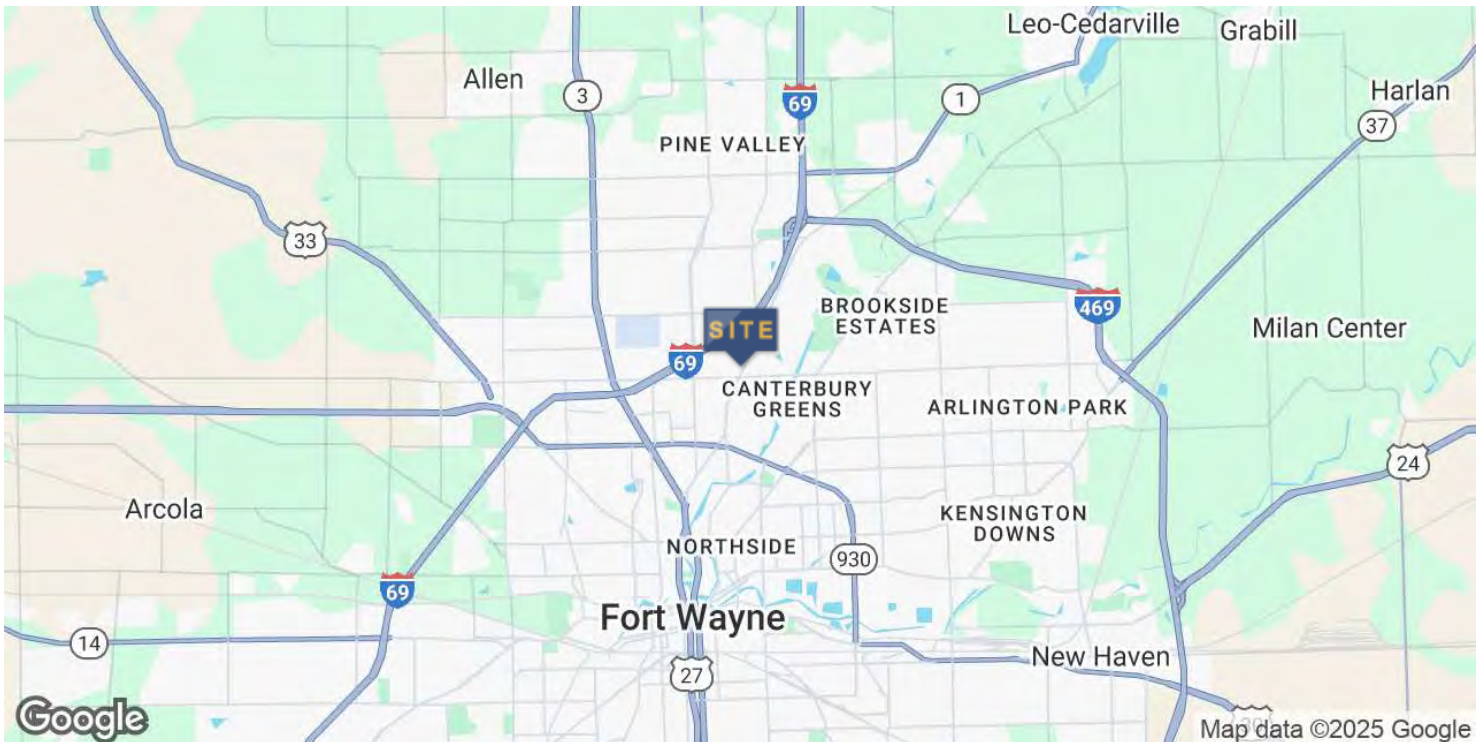 Leo-Cedarville
Grabill
Allen
3
69
1
Harlan
37
PINE VALLEY
33
BROOKSIDE
ESTATES
469
SITE
Milan Center
69
CANTERBURY
GREENS
ARLINGTON PARK
24
Arcola
KENSINGTON
DOWNS
NORTHSIDE
930
69
Fort Wayne
14
New Haven
27
Google
Map data ©2025 Google